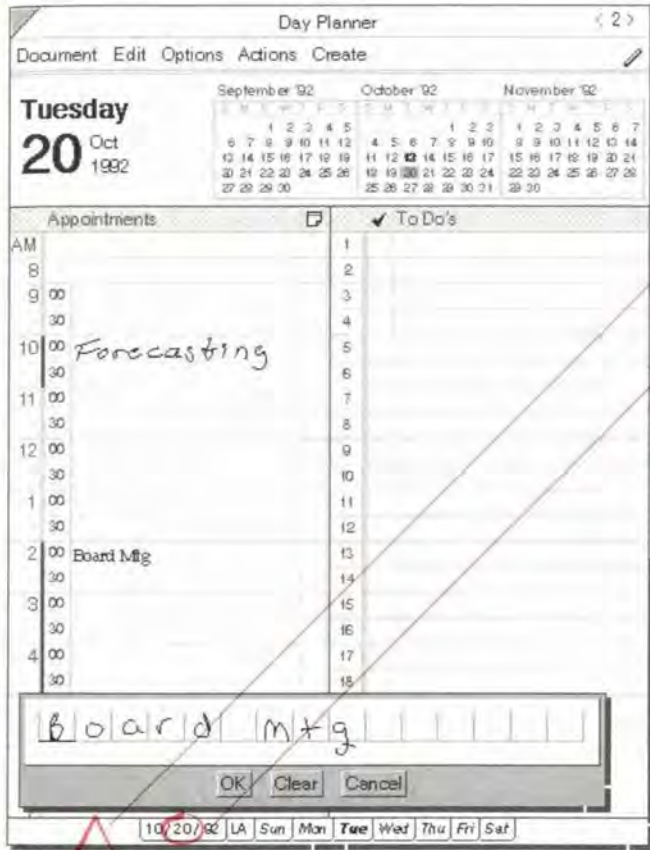 Day Planner < 2 >
Document Edit Options Actions Create
Tuesday
20 Oct
1992
September '92
S M T W T F S
1 2 3 4 5
6 7 8 9 10 11 12
13 14 15 16 17 18 19
20 21 22 23 24 25 26
27 28 29 30
October '92
S M T W T F S
1 2 3
4 5 6 7 8 9 10
11 12 13 14 15 16 17
18 19 20 21 22 23 24
25 26 27 28 29 30 31
November '92
S M T W T F S
1 2 3 4 5 6 7
8 9 10 11 12 13 14
15 16 17 18 19 20 21
22 23 24 25 26 27 28
29 30
Appointments
AM
8
9 00
30
10 00 Forecasting
30
11 00
30
12 00
30
1 00
30
2 00 Board Mtg
30
3 00
30
4 00
30
✓ To Do's
1
2
3
4
5
6
7
8
9
10
11
12
13
14
15
16
17
18
Board mtg
OK Clear Cancel
10/20/92 LA Sun Mon Tue Wed Thu Fri Sat